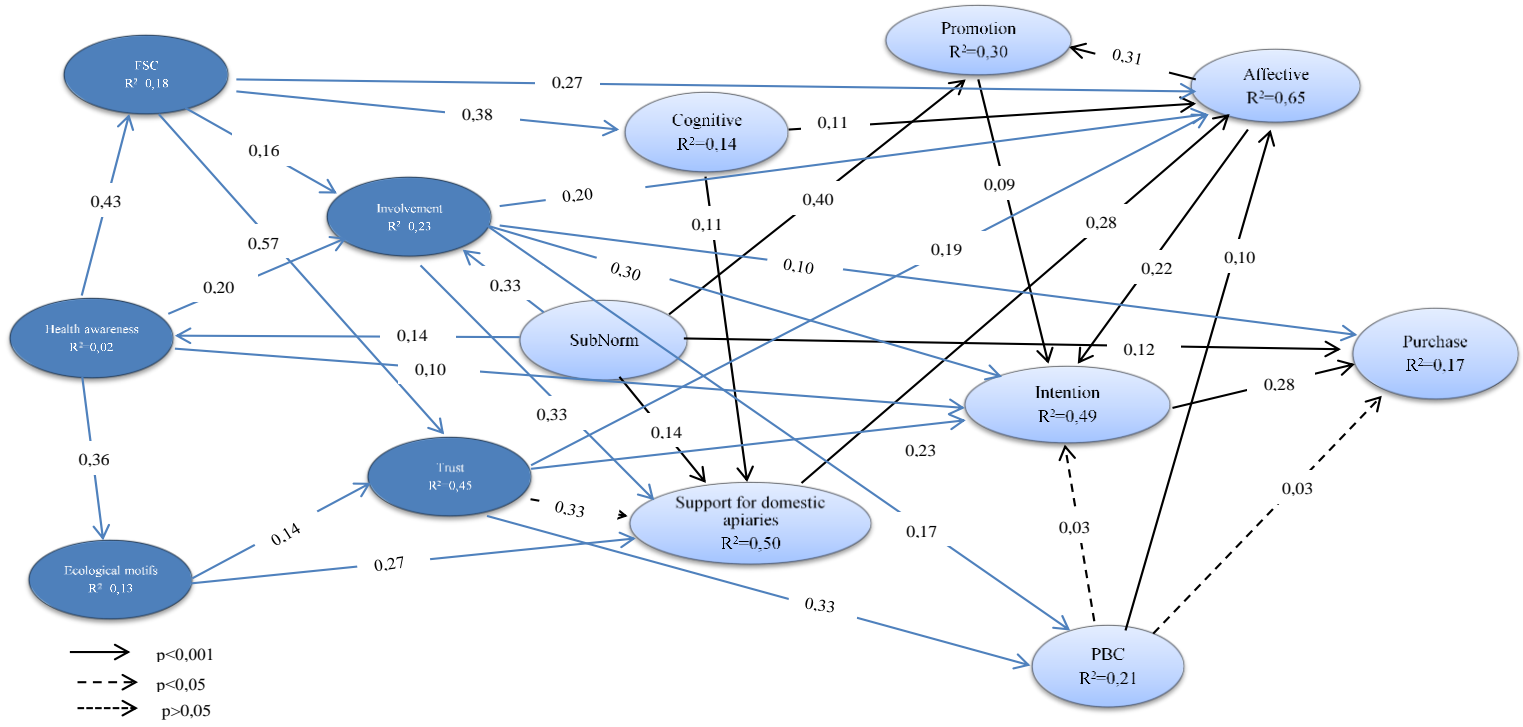 Promotion
R²=0,30
0,31
FSC
R² 0,18
Affective
R²=0,65
0,27
0,38
Cognitive
R²=0,14
0,11
0,16
0,09
0,43
Involvement
R² 0,23
0,20
0,40
0,11
0,28
0,57
0,19
0,10
0,10
0,30
0,22
0,20
0,33
Health awareness
R²=0,02
0,14
SubNorm
0,12
Purchase
R²=0,17
0,10
Intention
R²=0,49
0,28
0,33
0,14
0,23
0,36
Trust
R²=0,45
0,33
Support for domestic
apiaries
R²=0,50
0,03
0,03
0,14
0,17
0,27
Ecological motifs
R² 0,13
0,33
PBC
R²=0,21
p<0,001
p<0,05
p>0,05